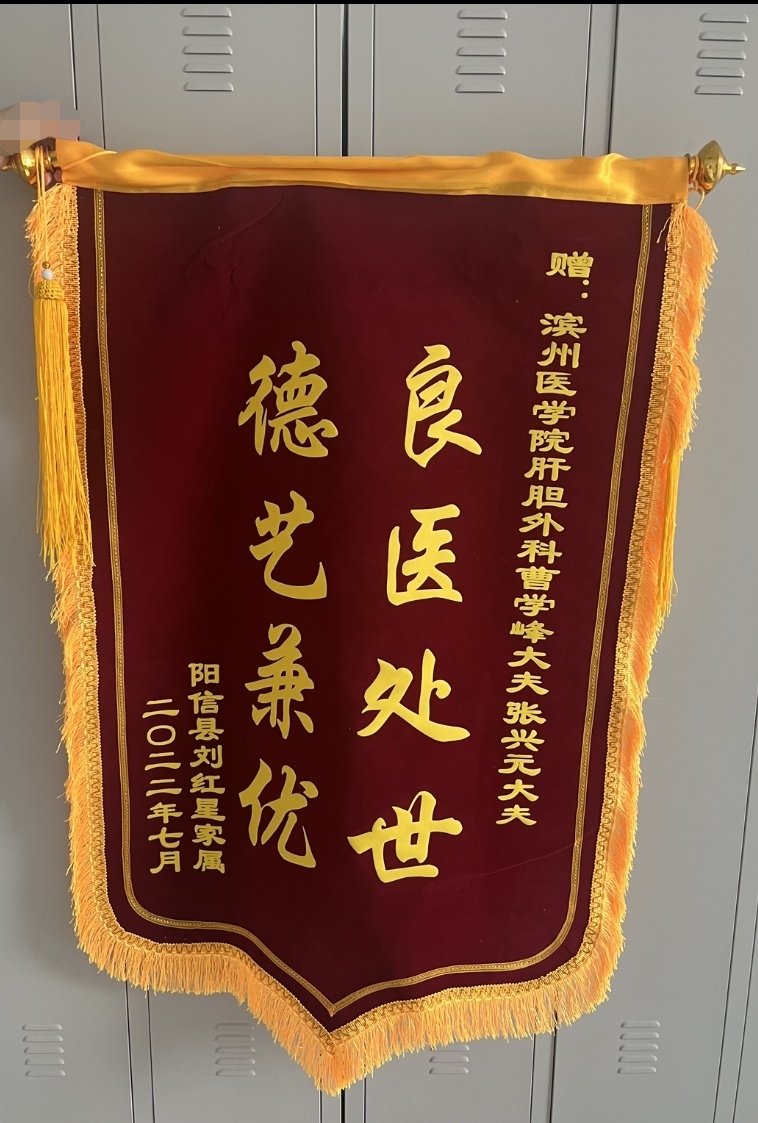 赠：滨州医学院肝胆外科曹学峰大夫张兴元大夫
良医处世
德艺兼优
阳信县刘红星家属
二〇二二年七月